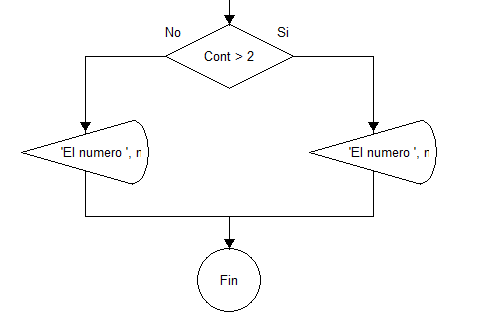 No
Si
Cont > 2
'El numero ', n
'El numero ', n
Fin